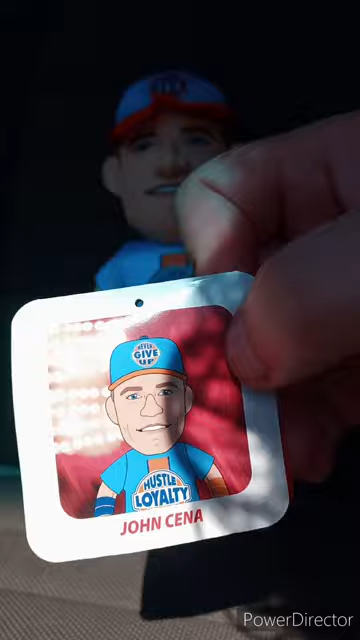 NEVER
GIVE
UP
HUSTLE
LOYALTY
JOHN CENA
PowerDirector